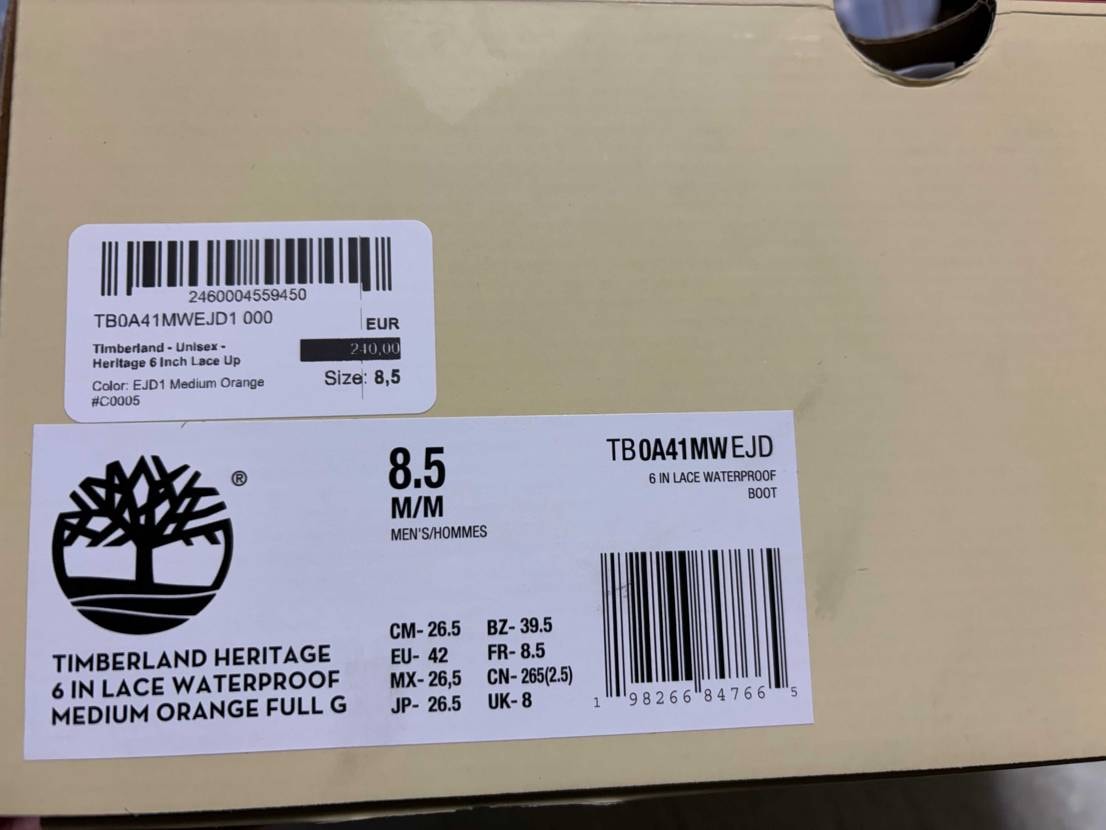 2460004559450
TB0A41MWEJD1 000
EUR
Timberland - Unisex -
Heritage 6 Inch Lace Up
240,00
Color: EJD1 Medium Orange
Size: 8,5
#C0005
®
8.5
M/M
MEN'S/HOMMES
TB0A41MWEJD
6 IN LACE WATERPROOF
BOOT
TIMBERLAND HERITAGE
6 IN LACE WATERPROOF
MEDIUM ORANGE FULL G
CM- 26.5 BZ- 39.5
EU- 42 FR- 8.5
MX- 26,5 CN- 265(2.5)
JP- 26.5 UK- 8
1 98266 84766 5